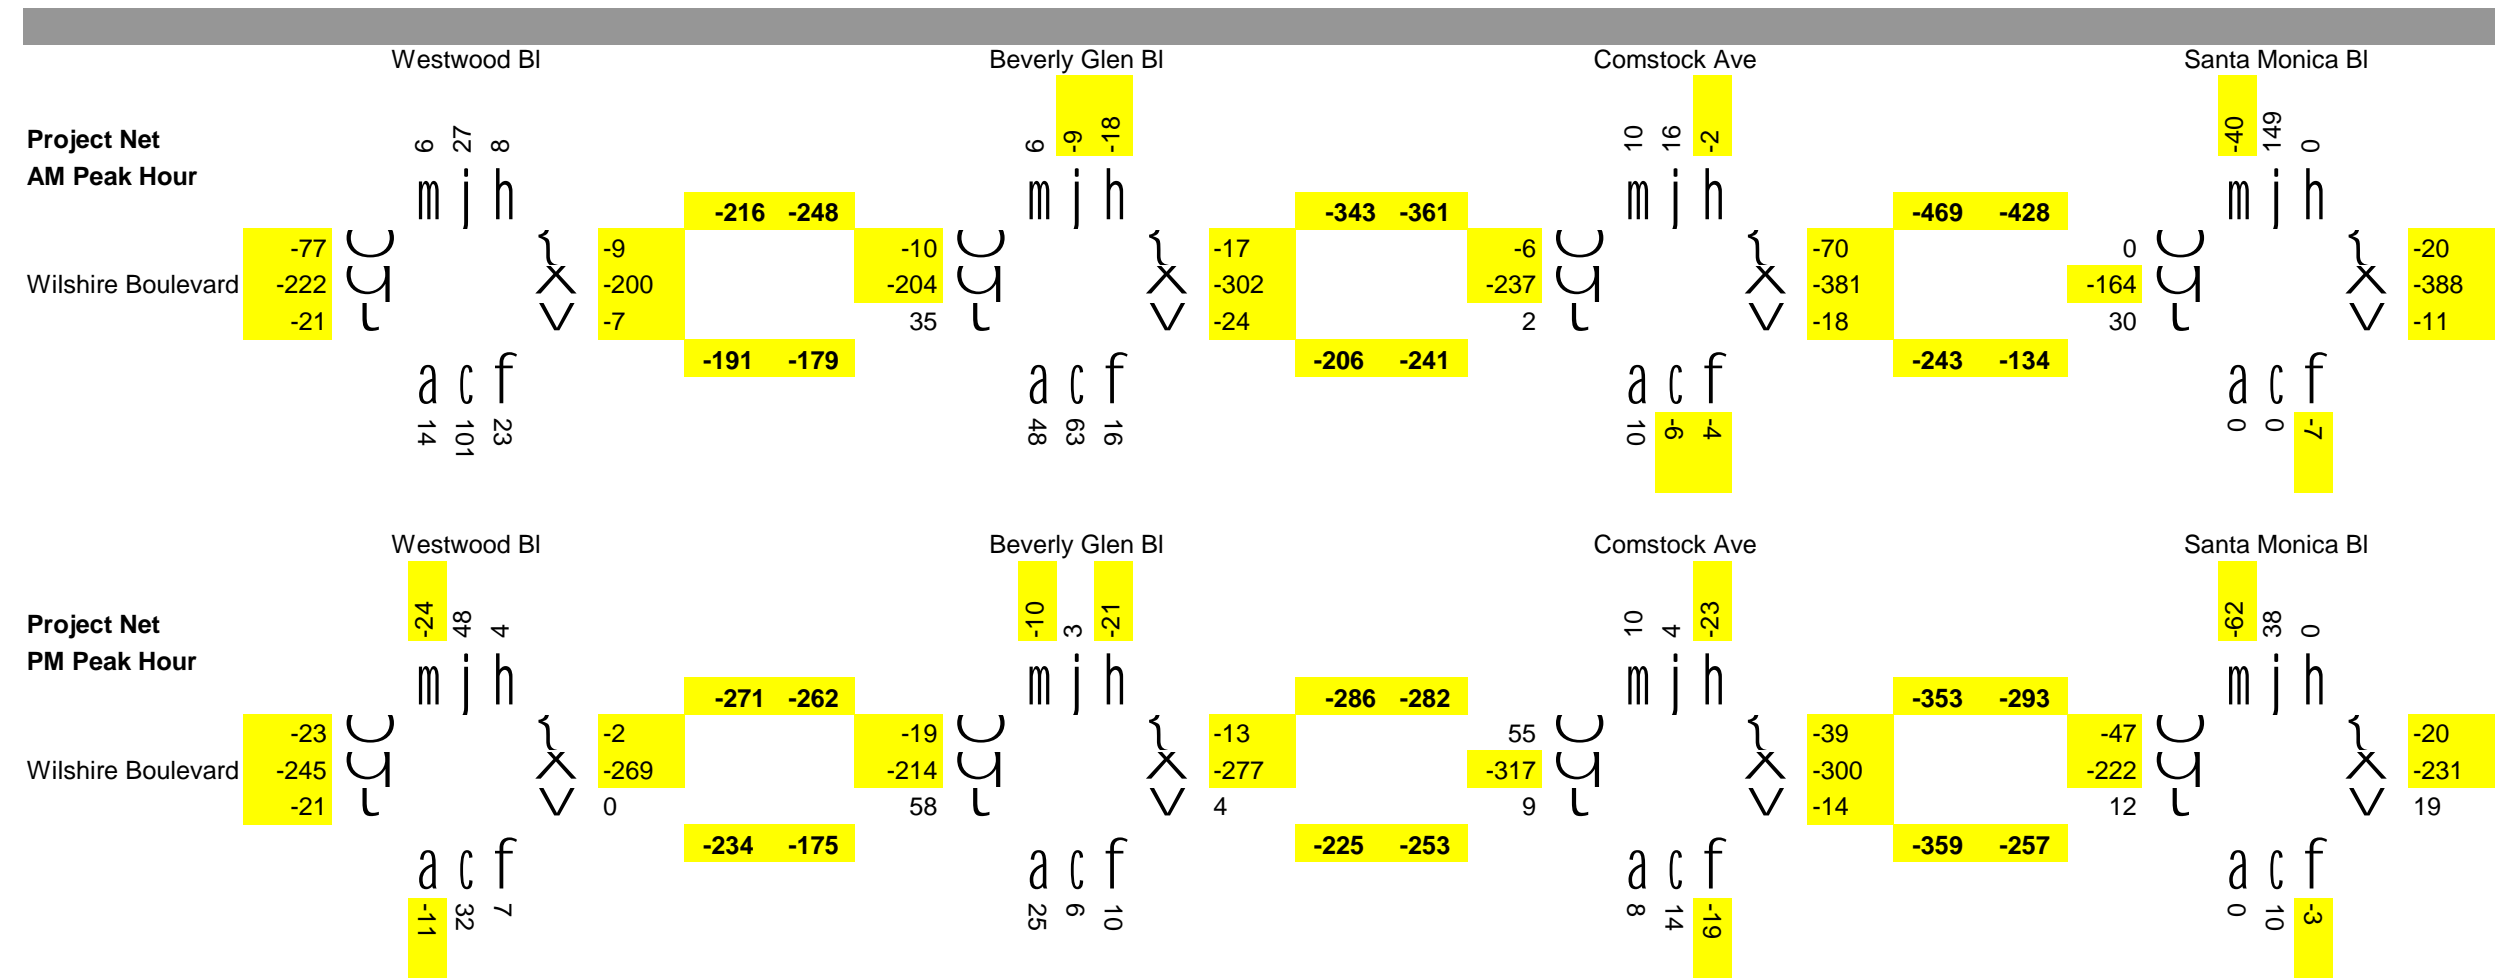 Westwood Bl Beverly Glen Bl Comstock Ave Santa Monica Bl
6 27 8 6 -9 -18 10 16 -2 -40 149 0
Project Net
AM Peak Hour
m j h m j h m j h m j h
-216 -248 -343 -361 -469 -428
-77 { -9 -10 { -17 -6 { -70 0 { -20
Wilshire Boulevard -222 q x -200 -204 q x -302 -237 q x -381 -164 q x -388
-21 -7 35 -24 2 -18 30 -11
-191 -179 -206 -241 -243 -134
a c f a c f a c f a c f
14 101 23 48 63 16 10 -6 -4 0 0 -7
Westwood Bl Beverly Glen Bl Comstock Ave Santa Monica Bl
-24 48 4 -10 3 -21 10 4 -23 -62 38 0
Project Net
PM Peak Hour
m j h m j h m j h m j h
-271 -262 -286 -282 -353 -293
-23 { -2 -19 { -13 55 { -39 -47 { -20
Wilshire Boulevard -245 q x -269 -214 q x -277 -317 q x -300 -222 q x -231
-21 0 58 4 9 -14 12 19
-234 -175 -225 -253 -359 -257
a c f a c f a c f a c f
-11 32 7 25 6 10 8 14 -19 0 10 -3